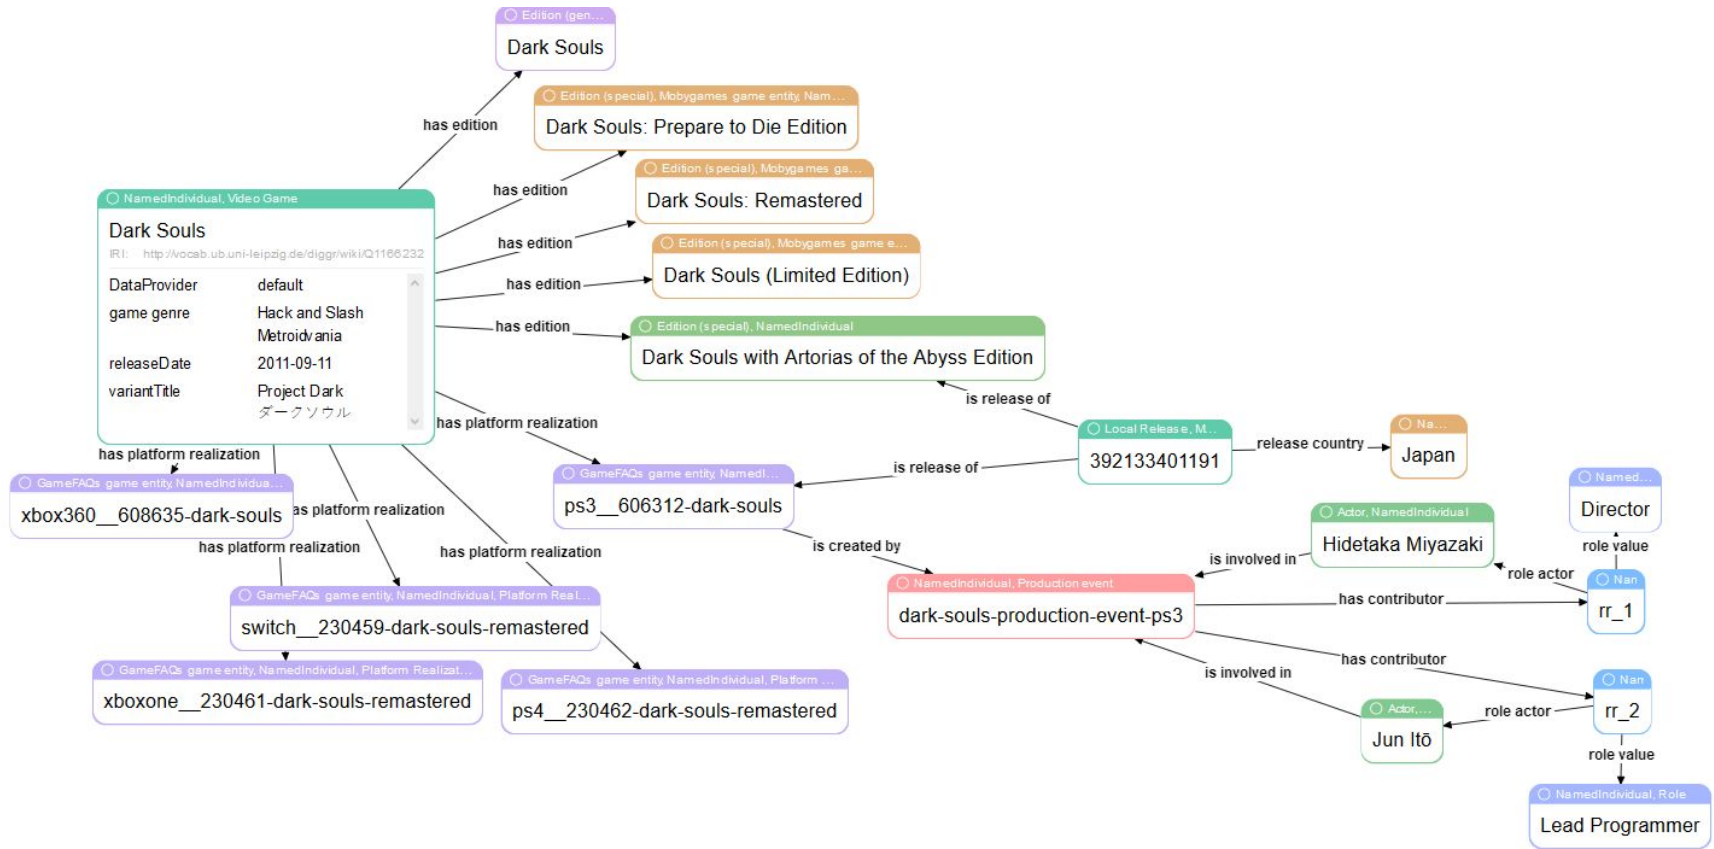 Edition (gen...
Dark Souls
has edition
Edition (special), Mobygames game entity, Nam...
Dark Souls: Prepare to Die Edition
has edition
Edition (special), Mobygames ga...
Dark Souls: Remastered
has edition
Edition (special), Mobygames game e...
Dark Souls (Limited Edition)
has edition
Edition (special), NamedIndividual
Dark Souls with Artorias of the Abyss Edition
has edition
NamedIndividual, Video Game
Dark Souls
IRI: http://vocab.ub.uni-leipzig.de/diggr/wiki/Q1166232
DataProvider default
game genre Hack and Slash
Metroidvania
releaseDate 2011-09-11
variantTitle Project Dark
ダークソウル
is release of
has platform realization
Local Release, M...
392133401191
release country
Na...
Japan
is release of
has platform realization
GameFAQs game entity, NamedIndividua...
xbox360__608635-dark-souls
GameFAQs game entity, NamedI...
ps3__606312-dark-souls
as platform realization
has platform realization
has platform realization
is created by
Named...
Director
role value
Actor, NamedIndividual
Hidetaka Miyazaki
is involved in
role actor
Nan
rr_1
NamedIndividual, Production event
dark-souls-production-event-ps3
has contributor
has contributor
is involved in
GameFAQs game entity, NamedIndividual, Platform Real...
switch__230459-dark-souls-remastered
GameFAQs game entity, NamedIndividual, Platform Realizat...
xboxone__230461-dark-souls-remastered
GameFAQs game entity, NamedIndividual, Platform ...
ps4__230462-dark-souls-remastered
Nan
rr_2
role actor
Actor,...
Jun Itō
role value
NamedIndividual, Role
Lead Programmer